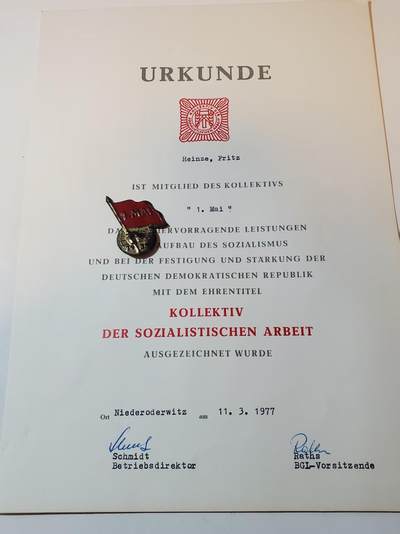 URKUNDE
Heinze, Fritz
IST MITGLIED DES KOLLEKTIVS
" 1. Mai "
DA ERVORRAGENDE LEISTUNGEN
AUFBAU DES SOZIALISMUS
UND BEI DER FESTIGUNG UND STÄRKUNG DER
DEUTSCHEN DEMOKRATISCHEN REPUBLIK
MIT DEM EHRENTITEL
KOLLEKTIV
DER SOZIALISTISCHEN ARBEIT
AUSGEZEICHNET WURDE
Ort Niederoderwitz am 11. 3. 1977
Schmidt Raths
Betriebsdirektor BGL-Vorsitzende